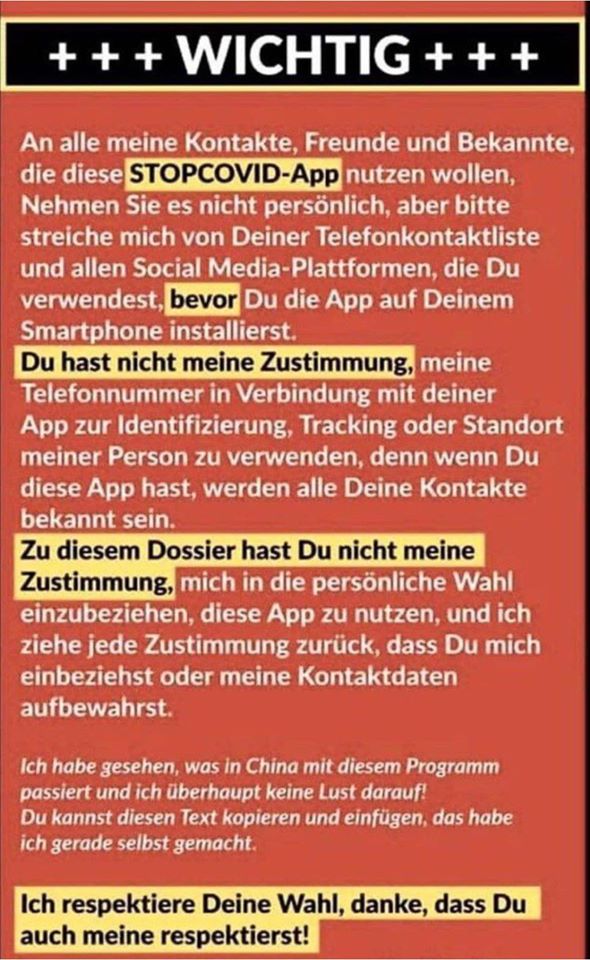 + + + WICHTIG + + +
An alle meine Kontakte, Freunde und Bekannte,
die diese STOPCOVID-App nutzen wollen,
Nehmen Sie es nicht persönlich, aber bitte
streiche mich von Deiner Telefonkontaktliste
und allen Social Media-Plattformen, die Du
verwendest, bevor Du die App auf Deinem
Smartphone installierst.
Du hast nicht meine Zustimmung, meine
Telefonnummer in Verbindung mit deiner
App zur Identifizierung, Tracking oder Standort
meiner Person zu verwenden, denn wenn Du
diese App hast, werden alle Deine Kontakte
bekannt sein.
Zu diesem Dossier hast Du nicht meine
Zustimmung, mich in die persönliche Wahl
einzubeziehen, diese App zu nutzen, und ich
ziehe jede Zustimmung zurück, dass Du mich
einbeziehst oder meine Kontaktdaten
aufbewahrst.
Ich habe gesehen, was in China mit diesem Programm
passiert und ich überhaupt keine Lust darauf!
Du kannst diesen Text kopieren und einfügen, das habe
ich gerade selbst gemacht.
Ich respektiere Deine Wahl, danke, dass Du
auch meine respektierst!